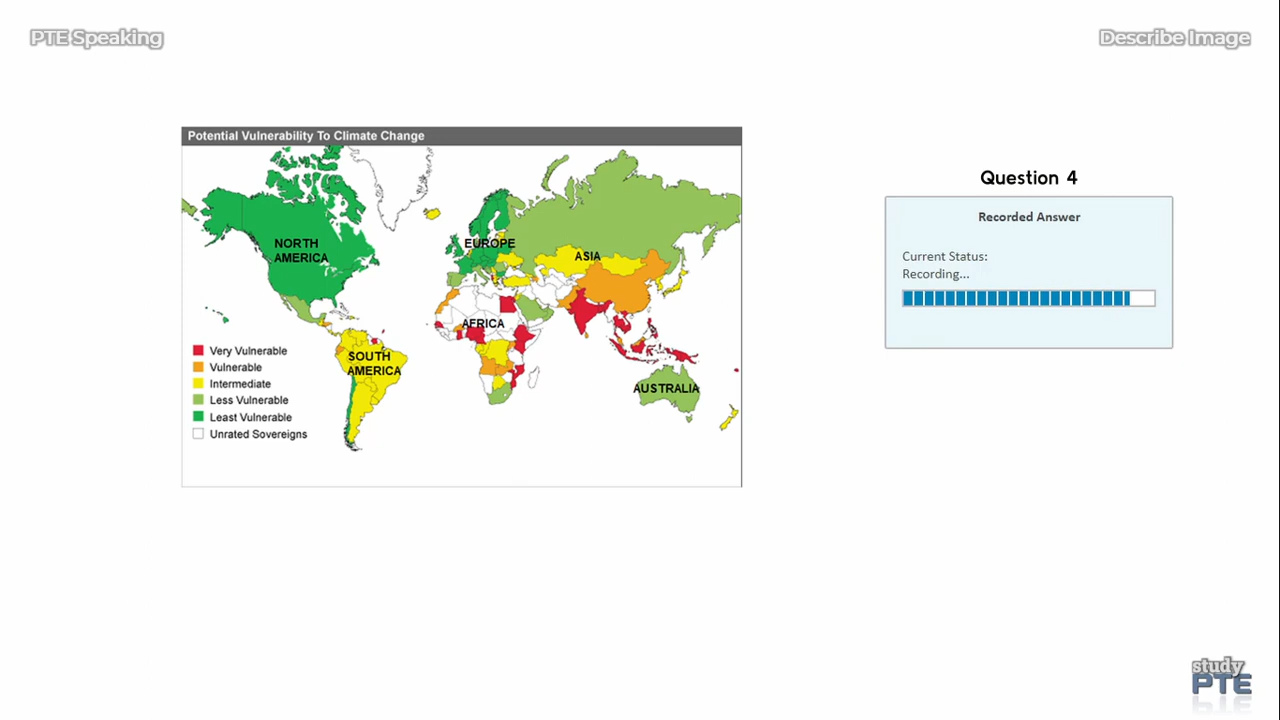 PTE Speaking
Describe Image
Potential Vulnerability To Climate Change
NORTH
AMERICA
EUROPE
ASIA
AFRICA
SOUTH
AMERICA
AUSTRALIA
Very Vulnerable
Vulnerable
Intermediate
Less Vulnerable
Least Vulnerable
Unrated Sovereigns
Question 4
Recorded Answer
Current Status:
Recording...
study
PTE